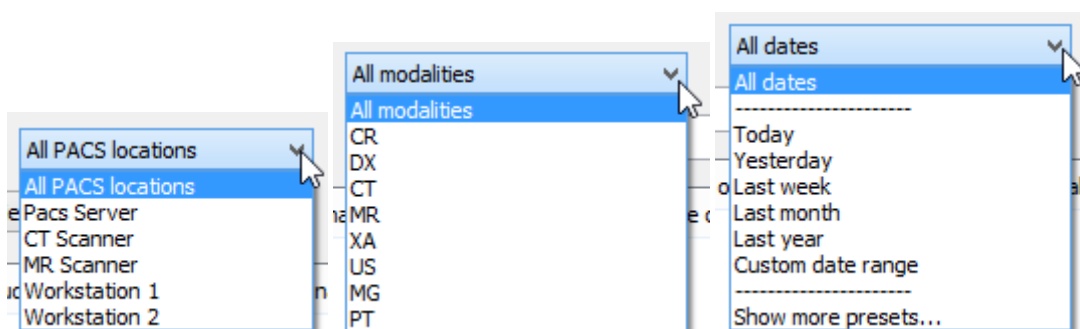 All PACS locations
All PACS locations
Pacs Server
CT Scanner
MR Scanner
Workstation 1
Workstation 2
All modalities
All modalities
CR
DX
CT
MR
XA
US
MG
PT
All dates
All dates
----------------------
Today
Yesterday
Last week
Last month
Last year
Custom date range
----------------------
Show more presets...